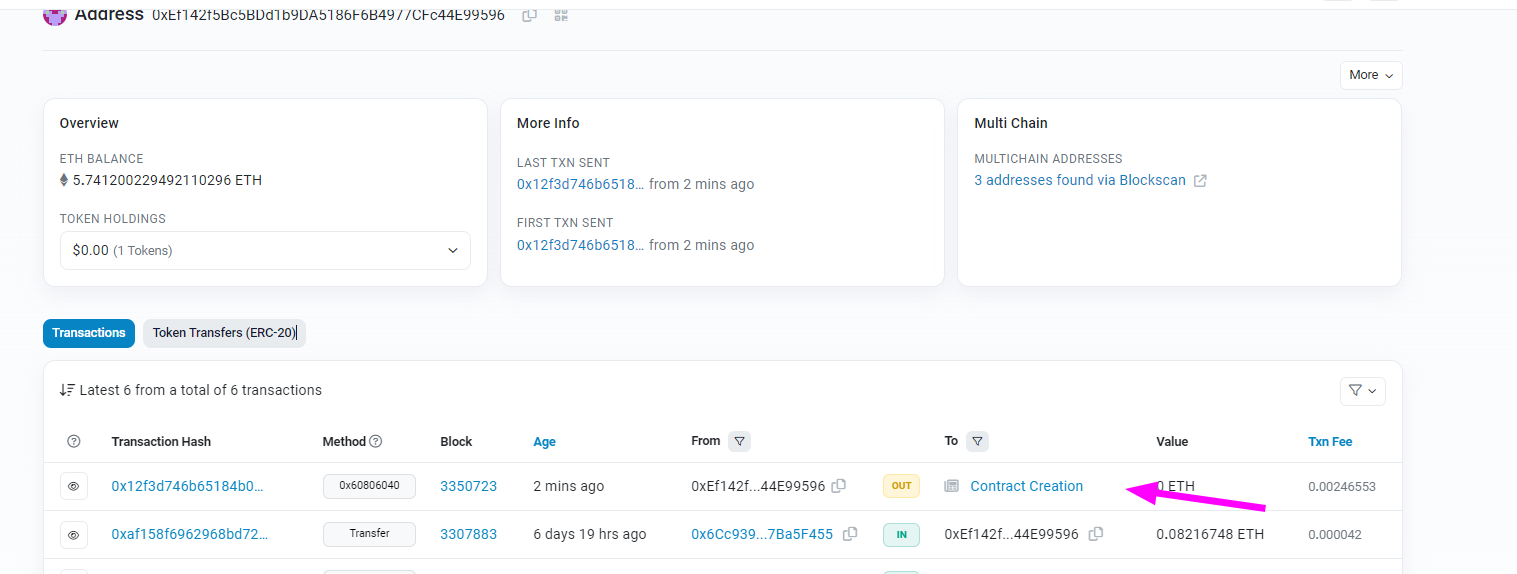 Address 0xEf142f5Bc5BDd1b9DA5186F6B4977CFc44E99596
More
Overview
ETH BALANCE
5.741200229492110296 ETH
TOKEN HOLDINGS
$0.00 (1 Tokens)
More Info
LAST TXN SENT
0x12f3d746b6518... from 2 mins ago
FIRST TXN SENT
0x12f3d746b6518... from 2 mins ago
Multi Chain
MULTICHAIN ADDRESSES
3 addresses found via Blockscan
Transactions Token Transfers (ERC-20)
Latest 6 from a total of 6 transactions
Transaction Hash Method Block Age From To Value Txn Fee
0x12f3d746b65184b0... 0x60806040 3350723 2 mins ago 0xEf142f...44E99596 OUT Contract Creation 0 ETH 0.00246553
0xaf158f6962968bd72... Transfer 3307883 6 days 19 hrs ago 0x6Cc939...7Ba5F455 IN 0xEf142f...44E99596 0.08216748 ETH 0.000042